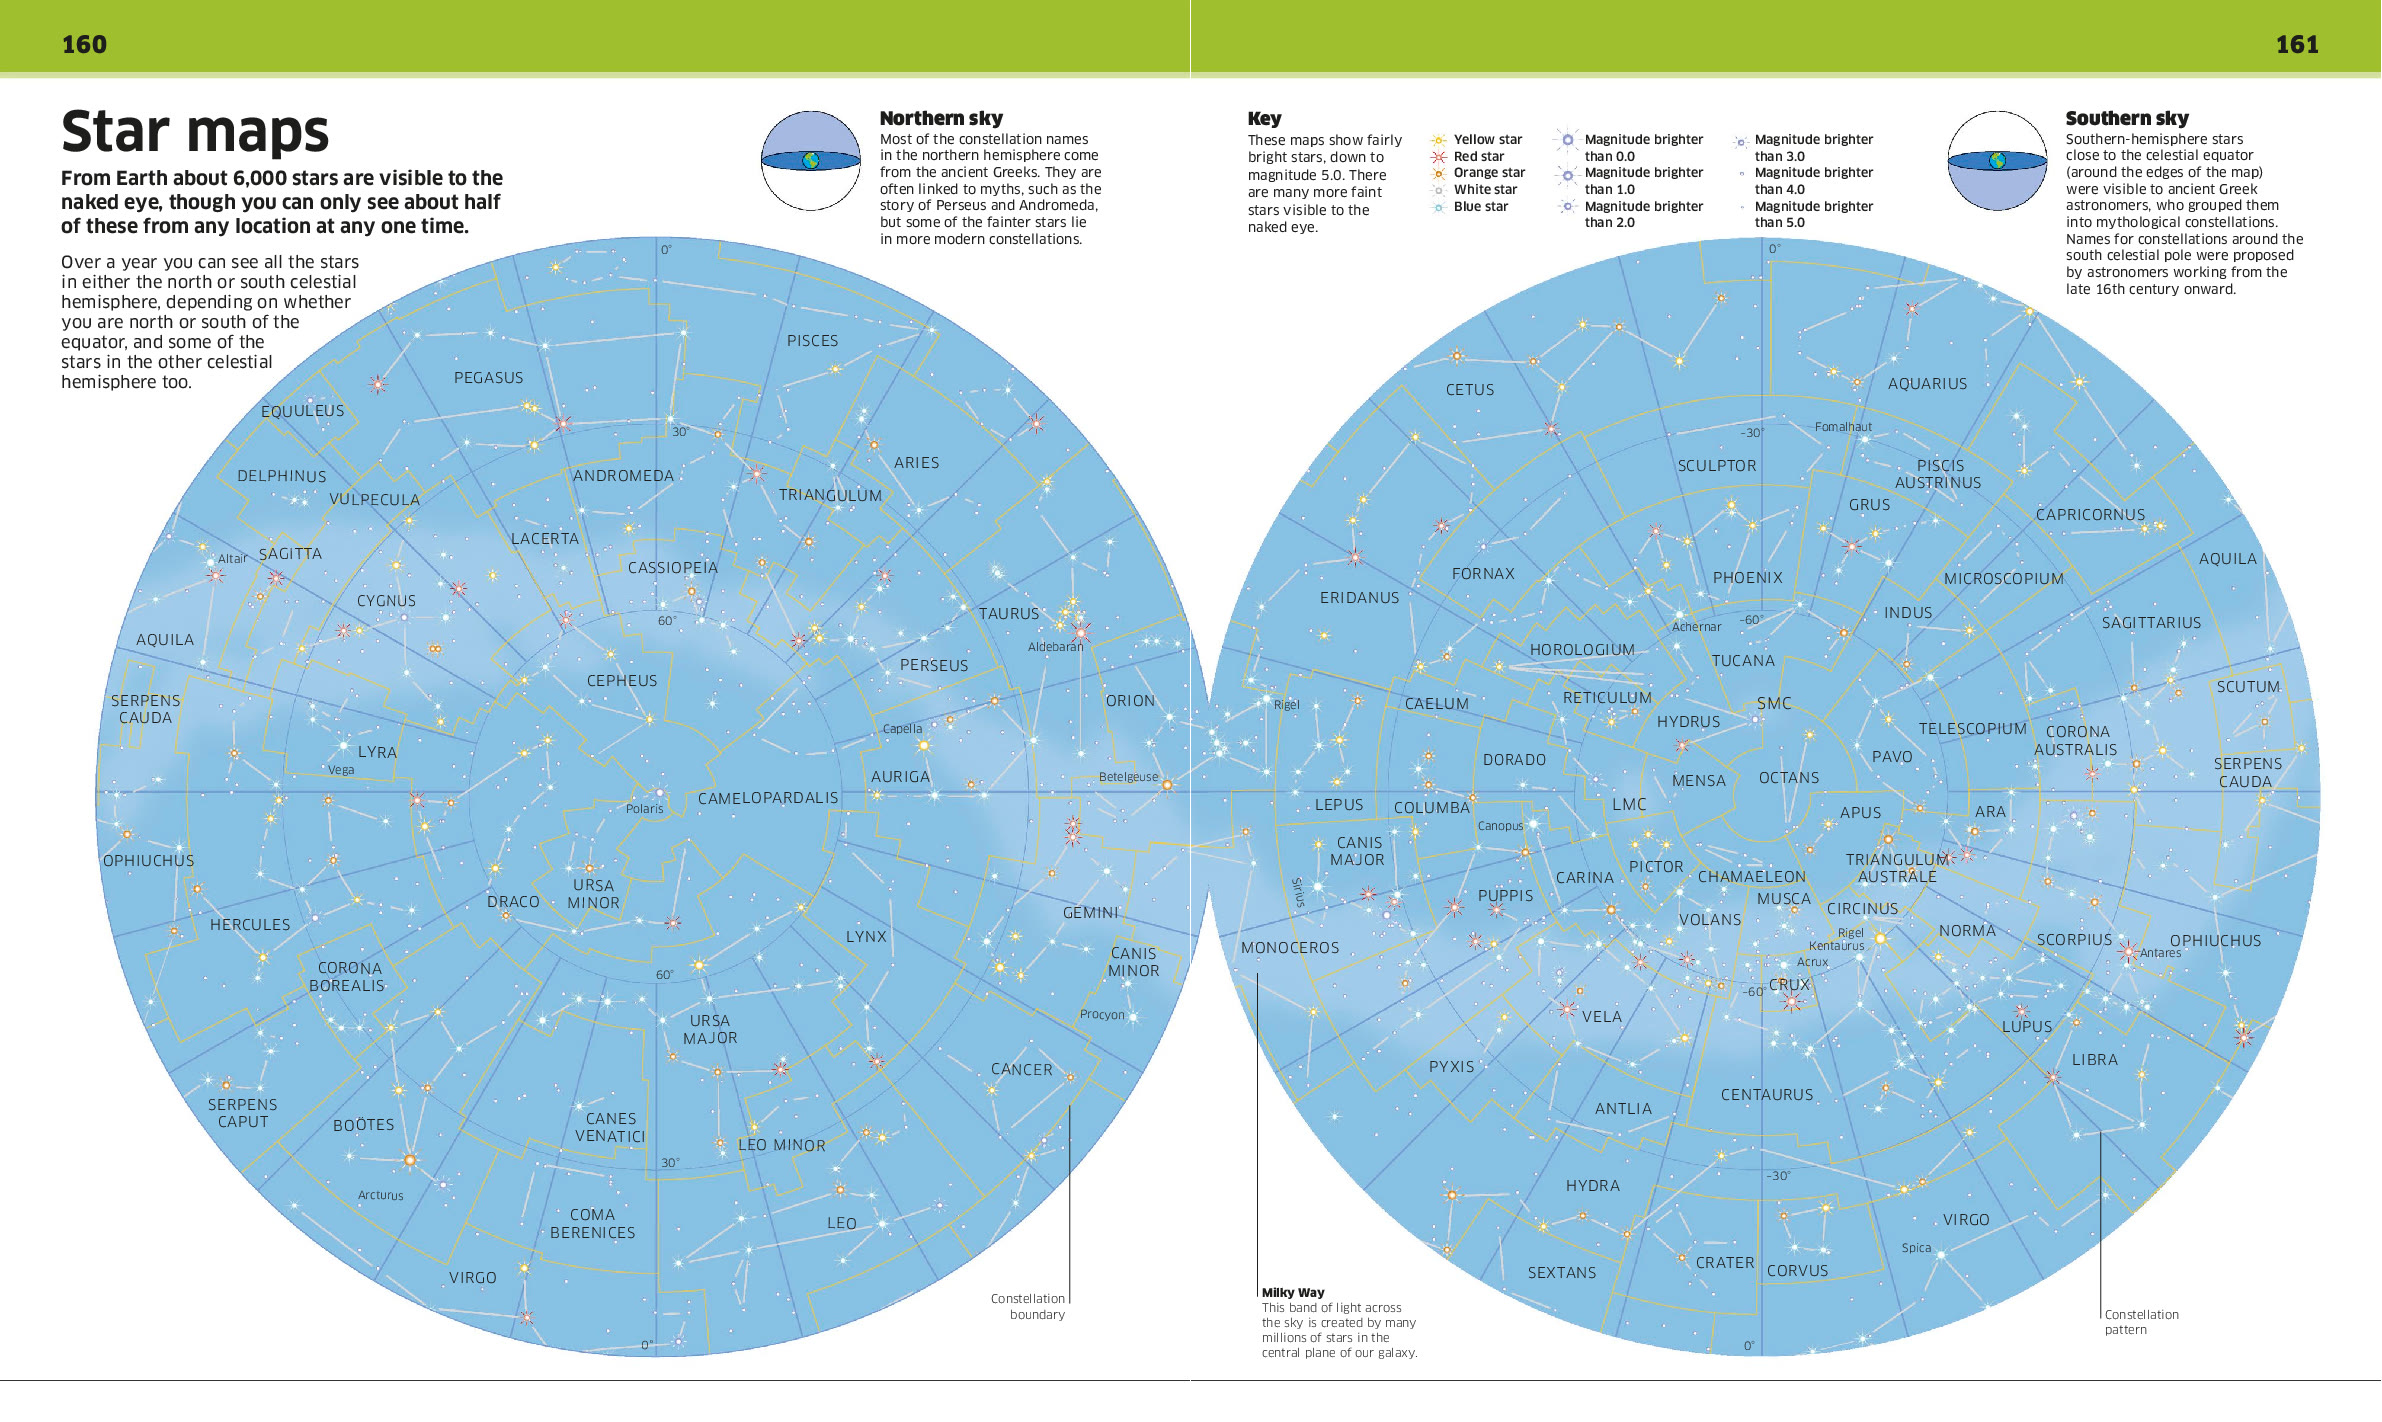 160
161
Star maps
From Earth about 6,000 stars are visible to the
naked eye, though you can only see about half
of these from any location at any one time.
Over a year you can see all the stars
in either the north or south celestial
hemisphere, depending on whether
you are north or south of the
equator, and some of the
stars in the other celestial
hemisphere too.
Northern sky
Most of the constellation names
in the northern hemisphere come
from the ancient Greeks. They are
often linked to myths, such as the
story of Perseus and Andromeda,
but some of the fainter stars lie
in more modern constellations.
Key
These maps show fairly
bright stars, down to
magnitude 5.0. There
are many more faint
stars visible to the
naked eye.
Yellow star
Red star
Orange star
White star
Blue star
Magnitude brighter
than 0.0
Magnitude brighter
than 1.0
Magnitude brighter
than 2.0
Magnitude brighter
than 3.0
Magnitude brighter
than 4.0
Magnitude brighter
than 5.0
Southern sky
Southern-hemisphere stars
close to the celestial equator
(around the edges of the map)
were visible to ancient Greek
astronomers, who grouped them
into mythological constellations.
Names for constellations around the
south celestial pole were proposed
by astronomers working from the
late 16th century onward.
0°
PISCES
PEGASUS
EQUULEUS
30°
ARIES
DELPHINUS
ANDROMEDA
VULPECULA
TRIANGULUM
LACERTA
Altair
SAGITTA
CASSIOPEIA
CYGNUS
TAURUS
60°
AQUILA
Aldebaran
PERSEUS
CEPHEUS
SERPENS
CAUDA
ORION
Capella
LYRA
Vega
AURIGA
Betelgeuse
CAMELOPARDALIS
Polaris
OPHIUCHUS
URSA
MINOR
DRACO
GEMINI
HERCULES
LYNX
CANIS
MINOR
CORONA
BOREALIS
60°
Procyon
URSA
MAJOR
CANCER
SERPENS
CAPUT
BOÖTES
CANES
VENATICI
LEO MINOR
30°
Arcturus
COMA
BERENICES
LEO
VIRGO
Constellation
boundary
0°
0°
CETUS
AQUARIUS
-30°
Fomalhaut
SCULPTOR
PISCIS
AUSTRINUS
GRUS
CAPRICORNUS
AQUILA
FORNAX
PHOENIX
MICROSCOPIUM
ERIDANUS
INDUS
Achernar
-60°
SAGITTARIUS
HOROLOGIUM
TUCANA
SCUTUM
RETICULUM
Rigel
CAELUM
SMC
HYDRUS
TELESCOPIUM
CORONA
AUSTRALIS
DORADO
PAVO
MENSA
OCTANS
SERPENS
CAUDA
LEPUS
COLUMBA
LMC
APUS
ARA
Canopus
CANIS
MAJOR
PICTOR
TRIANGULUM
AUSTRALE
CARINA
CHAMAELEON
Sirius
PUPPIS
MUSCA
CIRCINUS
VOLANS
Rigel
Kentaurus
NORMA
SCORPIUS
OPHIUCHUS
MONOCEROS
Antares
Acrux
CRUX
-60°
VELA
LUPUS
PYXIS
LIBRA
CENTAURUS
ANTLIA
-30°
HYDRA
VIRGO
Spica
SEXTANS
CRATER
CORVUS
0°
Milky Way
This band of light across
the sky is created by many
millions of stars in the
central plane of our galaxy.
Constellation
pattern